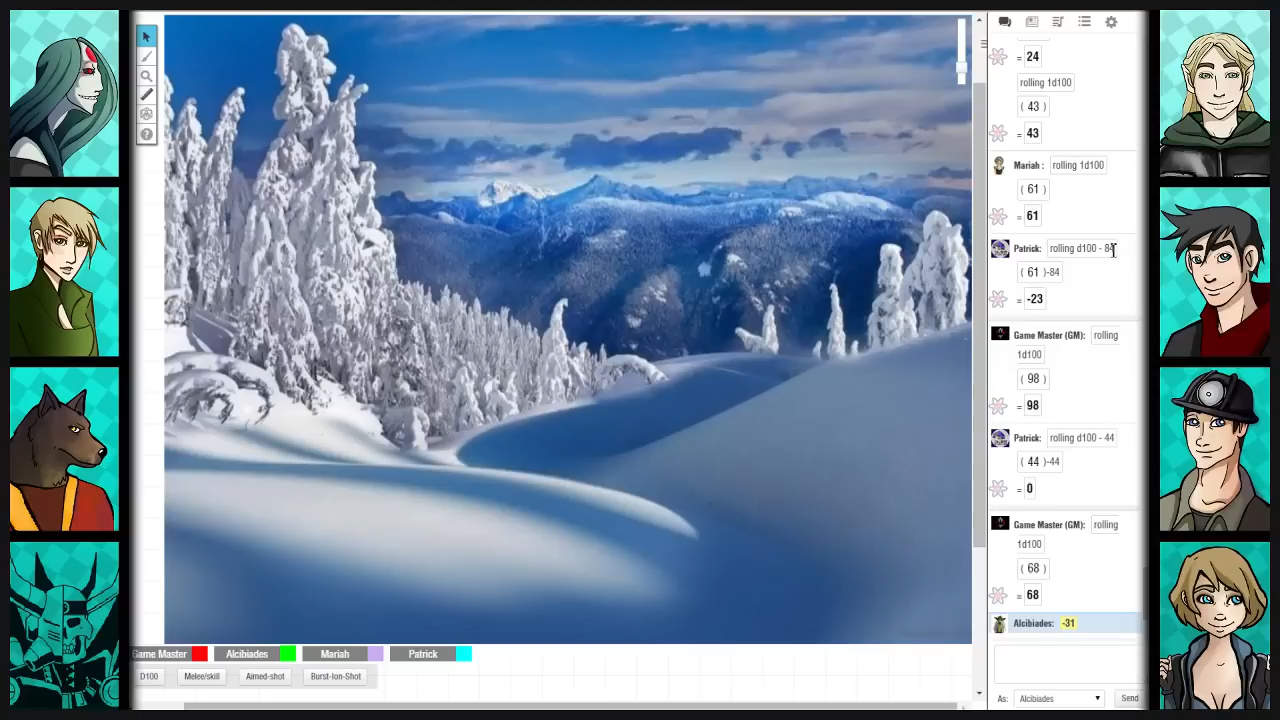 = 24
rolling 1d100
( 43 )
= 43
Mariah : rolling 1d100
( 61 )
= 61
Patrick: rolling d100 - 84
( 61 )-84
= -23
Game Master (GM): rolling
1d100
( 98 )
= 98
Patrick: rolling d100 - 44
( 44 )-44
= 0
Game Master (GM): rolling
1d100
( 68 )
= 68
Alcibiades: -31
As: Alcibiades Send
Game Master Alcibiades Mariah Patrick
D100 Melee/skill Aimed-shot Burst-Ion-Shot